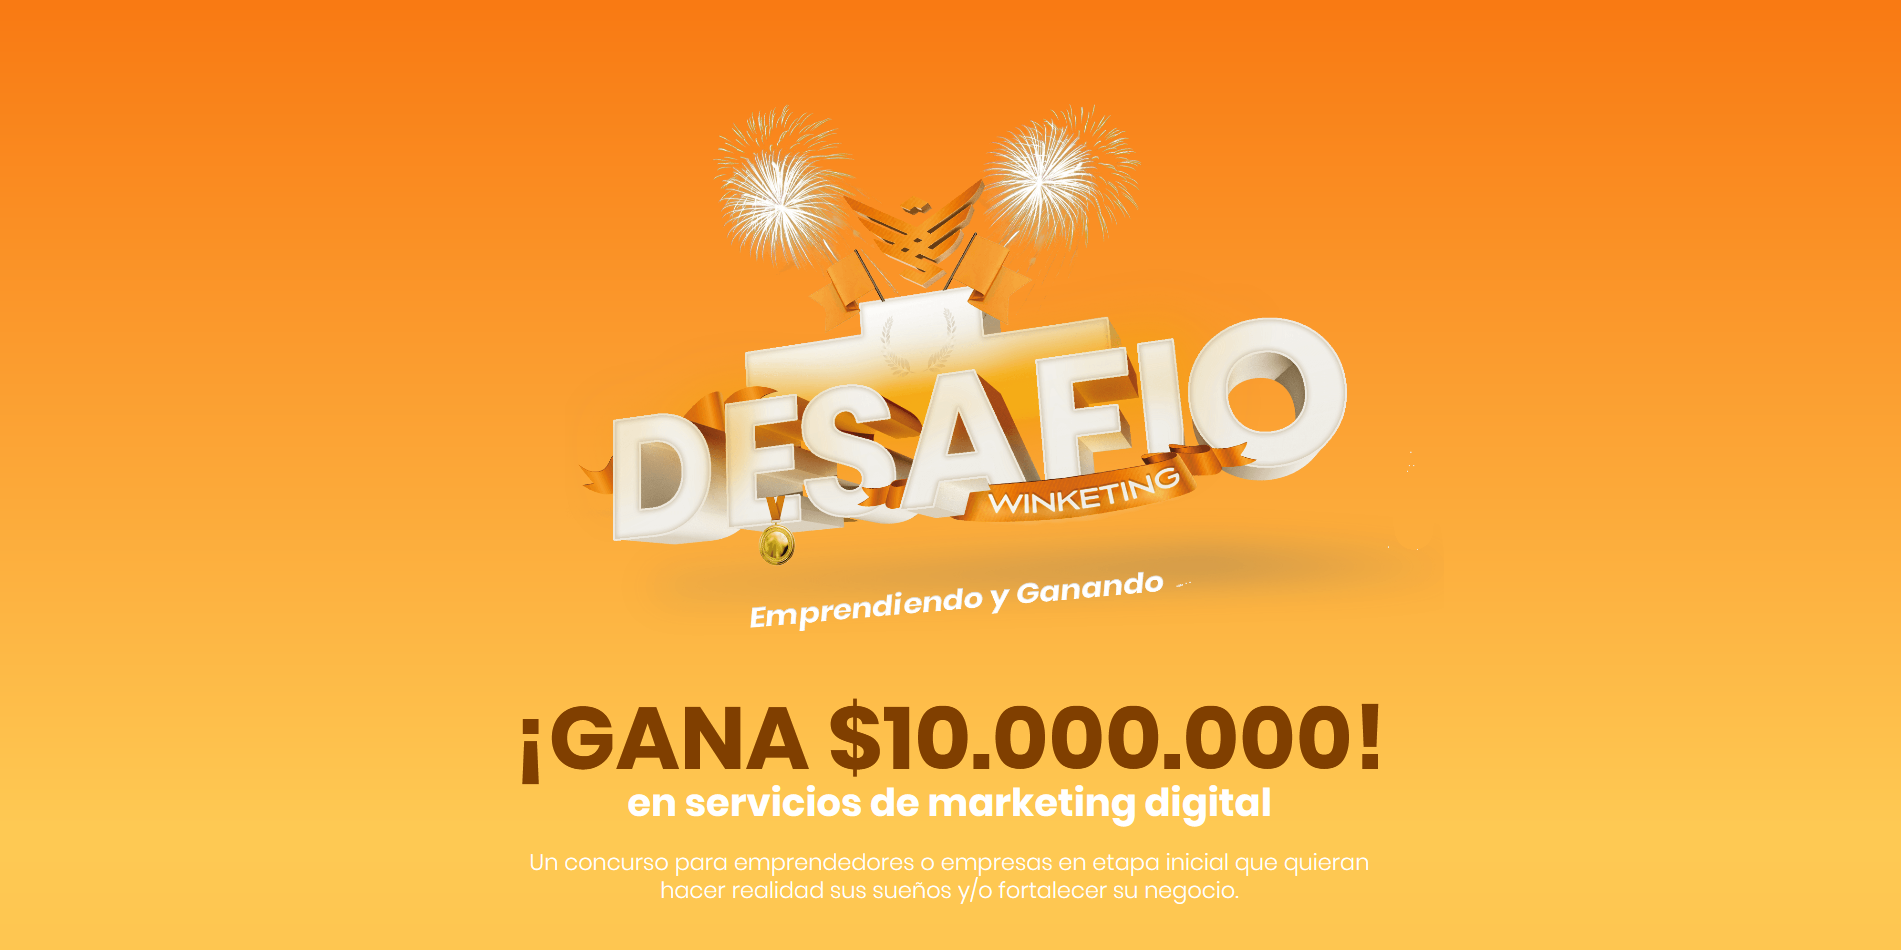 DESAFIO
WINKETING
Emprendiendo y Ganando
¡GANA $10.000.000!
en servicios de marketing digital
Un concurso para emprendedores o empresas en etapa inicial que quieran
hacer realidad sus sueños y/o fortalecer su negocio.